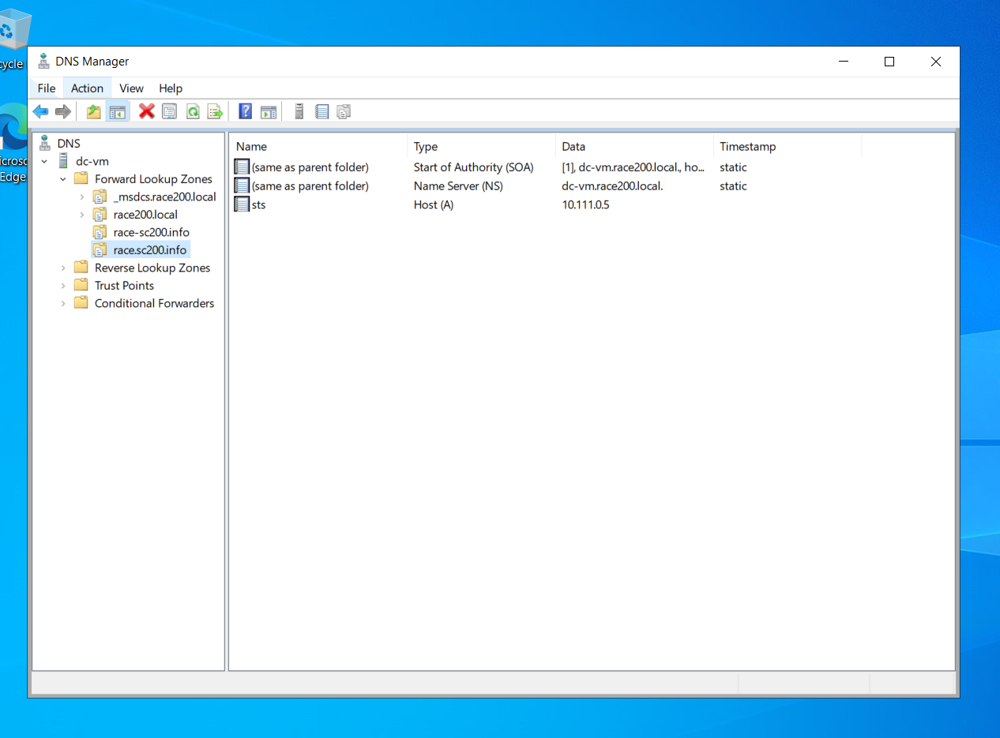 cycle
Microsoft
Edge
DNS Manager
File Action View Help
DNS
dc-vm
Forward Lookup Zones
_msdcs.race200.local
race200.local
race-sc200.info
race.sc200.info
Reverse Lookup Zones
Trust Points
Conditional Forwarders
Name Type Data Timestamp
(same as parent folder) Start of Authority (SOA) [1], dc-vm.race200.local., ho... static
(same as parent folder) Name Server (NS) dc-vm.race200.local. static
sts Host (A) 10.111.0.5